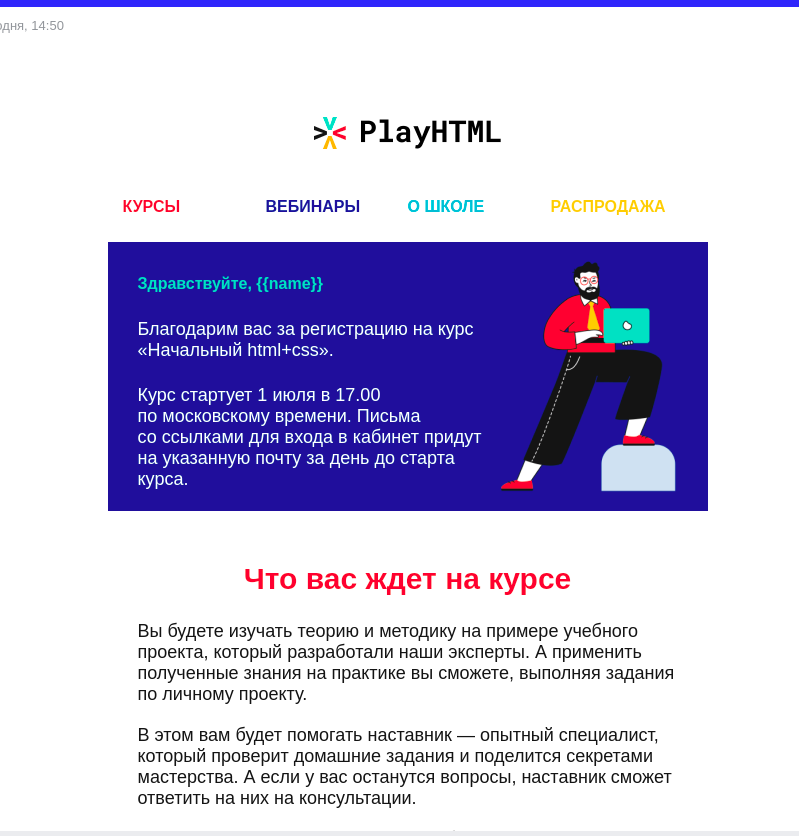 14:50
PlayHTML
КУРСЫ ВЕБИНАРЫ О ШКОЛЕ РАСПРОДАЖА
Здравствуйте, {{name}}
Благодарим вас за регистрацию на курс
«Начальный html+css».
Курс стартует 1 июля в 17.00
по московскому времени. Письма
со ссылками для входа в кабинет придут
на указанную почту за день до старта
курса.
Что вас ждет на курсе
Вы будете изучать теорию и методику на примере учебного
проекта, который разработали наши эксперты. А применить
полученные знания на практике вы сможете, выполняя задания
по личному проекту.
В этом вам будет помогать наставник — опытный специалист,
который проверит домашние задания и поделится секретами
мастерства. А если у вас останутся вопросы, наставник сможет
ответить на них на консультации.